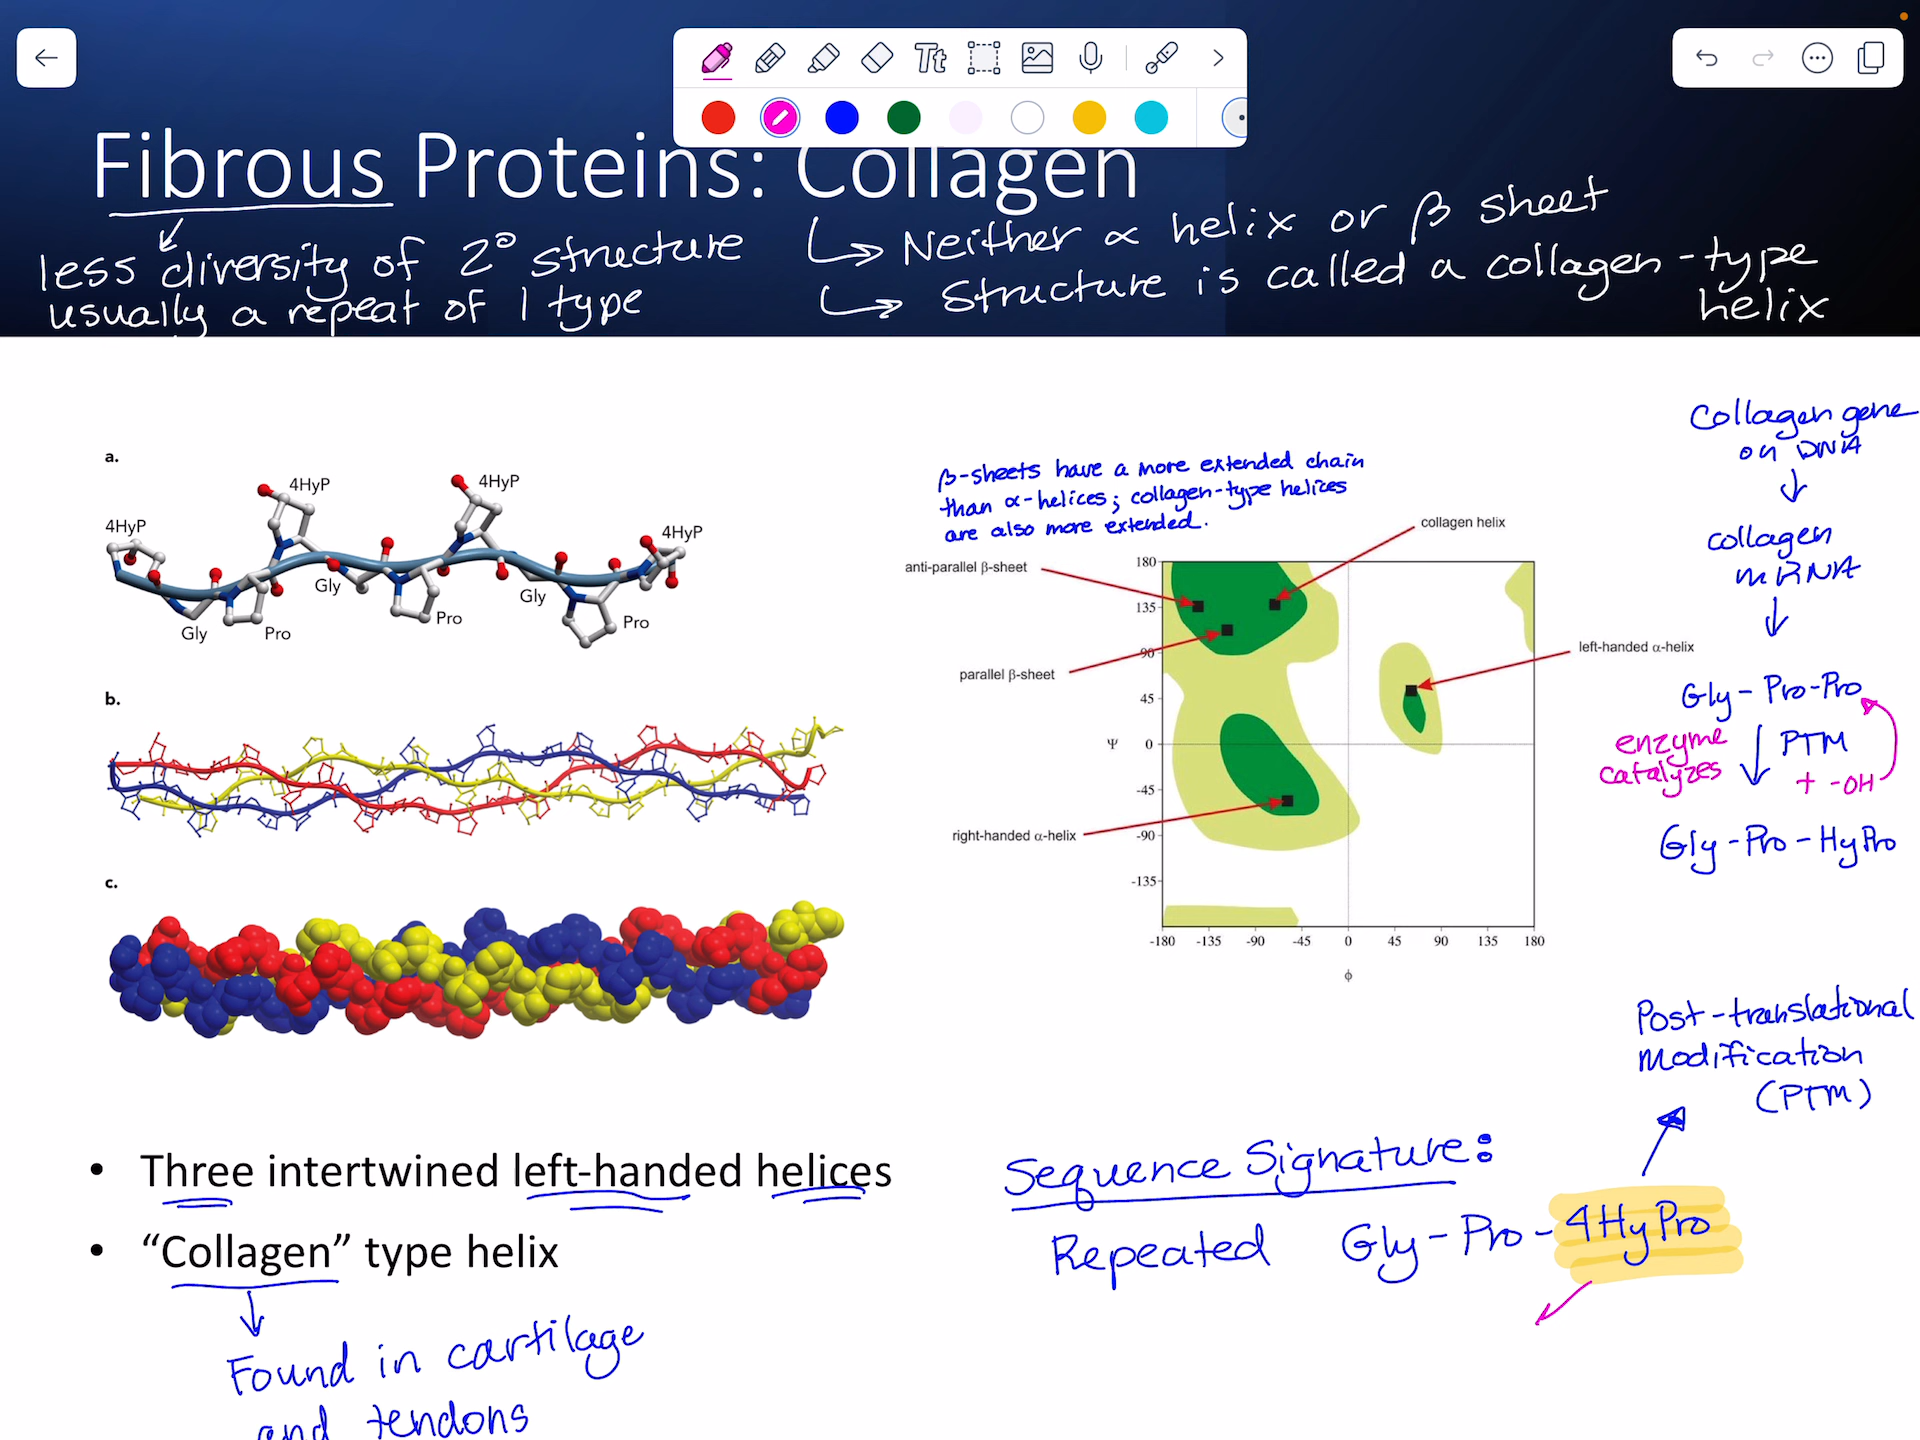 Tt
Fibrous Proteins: Collagen
less diversity of 2° structure
usually a repeat of 1 type
↳ Neither ∝ helix or β sheet
↳ Structure is called a collagen-type
helix
a.
4HyP
4HyP
4HyP
4HyP
Gly
Pro
Gly
Pro
Gly
Pro
b.
c.
β-sheets have a more extended chain
than α-helices; collagen-type helices
are also more extended.
collagen helix
anti-parallel β-sheet
parallel β-sheet
left-handed α-helix
right-handed α-helix
180
135
90
45
Ψ 0
-45
-90
-135
-180 -135 -90 -45 0 45 90 135 180
ϕ
Collagen gene
on DNA
↓
collagen
mRNA
↓
Gly-Pro-Pro
enzyme
catalyzes
↓ PTM
+ -OH
Gly-Pro-HyPro
Post-translational
modification
(PTM)
• Three intertwined left-handed helices
• “Collagen” type helix
↓
Found in cartilage
and tendons
Sequence Signature:
Repeated Gly-Pro-4HyPro